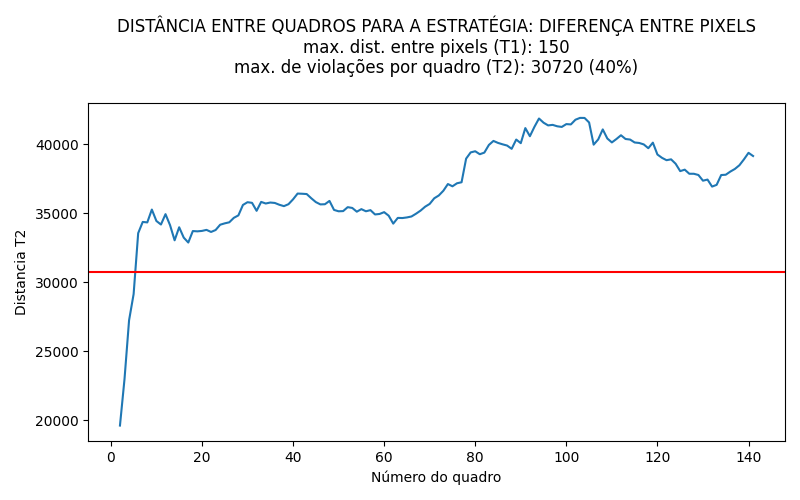 DISTÂNCIA ENTRE QUADROS PARA A ESTRATÉGIA: DIFERENÇA ENTRE PIXELS
max. dist. entre pixels (T1): 150
max. de violações por quadro (T2): 30720 (40%)
40000
35000
30000
25000
20000
Distancia T2
0 20 40 60 80 100 120 140
Número do quadro